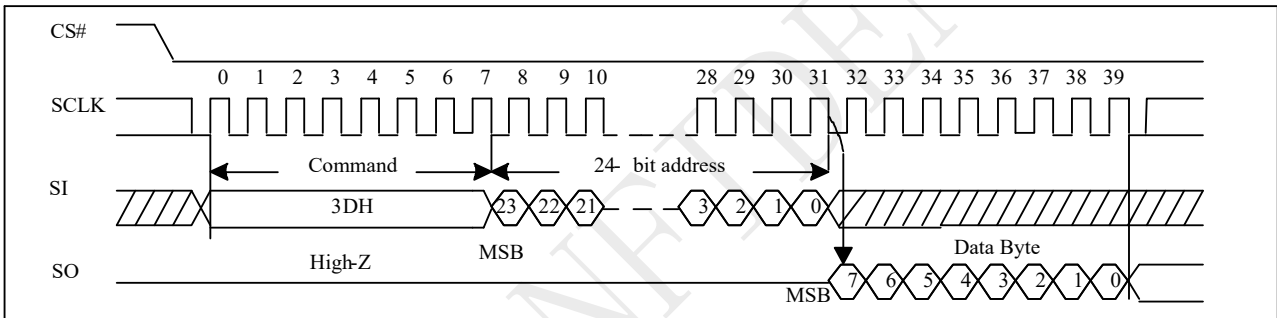 CS#
0 1 2 3 4 5 6 7 8 9 10 28 29 30 31 32 33 34 35 36 37 38 39
SCLK
Command 24- bit address
SI
3DH 23 22 21 3 2 1 0
MSB Data Byte
High-Z
SO
MSB 7 6 5 4 3 2 1 0